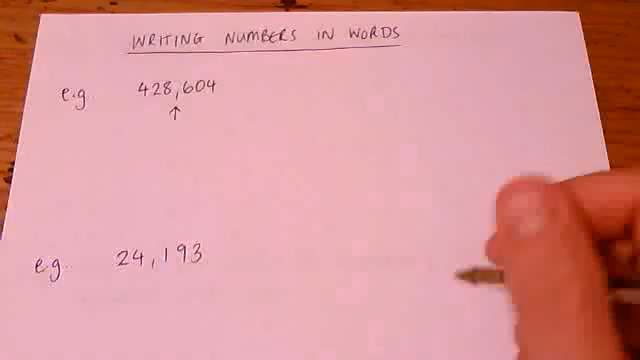 WRITING NUMBERS IN WORDS
e.g. 428,604
↑
e.g. 24,193